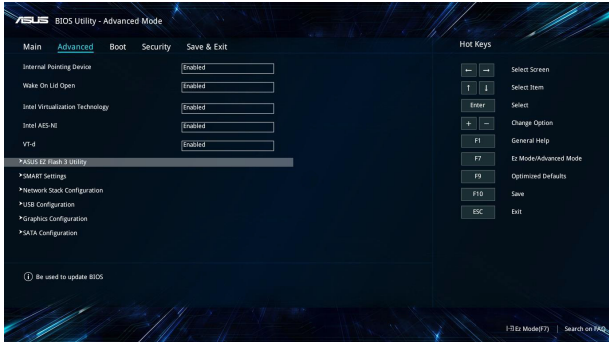 ASUS BIOS Utility - Advanced Mode
Main Advanced Boot Security Save & Exit
Hot Keys
Internal Pointing Device Enabled
Wake On Lid Open Enabled
Intel Virtualization Technology Enabled
Intel AES-NI Enabled
VT-d Enabled
ASUS EZ Flash 3 Utility
SMART Settings
Network Stack Configuration
USB Configuration
Graphics Configuration
SATA Configuration
← → Select Screen
↑ ↓ Select Item
Enter Select
+ − Change Option
F1 General Help
F7 Ez Mode/Advanced Mode
F9 Optimized Defaults
F10 Save
ESC Exit
Be used to update BIOS
Ez Mode(F7) | Search on FAQ